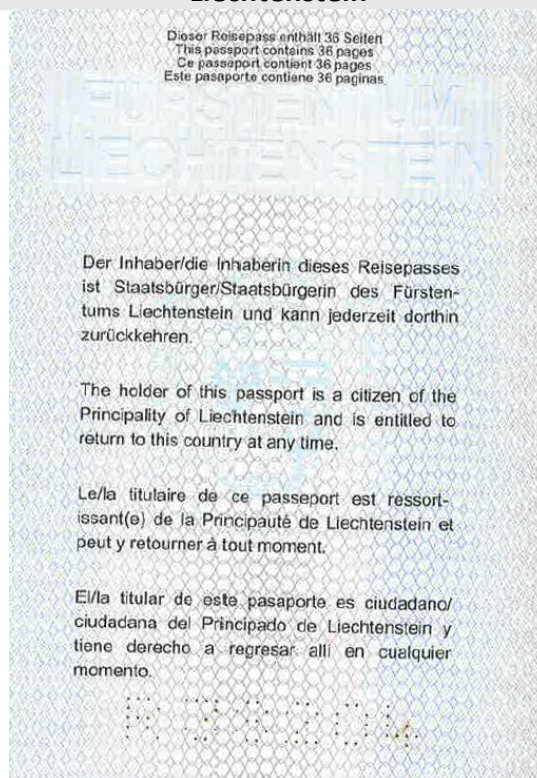 Liechtenstein
Dieser Reisepass enthält 36 Seiten
This passport contains 36 pages
Ce passeport contient 36 pages
Este pasaporte contiene 36 paginas
FÜRSTENTUM
LIECHTENSTEIN
Der Inhaber/die Inhaberin dieses Reisepasses
ist Staatsbürger/Staatsbürgerin des Fürsten-
tums Liechtenstein und kann jederzeit dorthin
zurückkehren.
The holder of this passport is a citizen of the
Principality of Liechtenstein and is entitled to
return to this country at any time.
Le/la titulaire de ce passeport est ressort-
issant(e) de la Principauté de Liechtenstein et
peut y retourner à tout moment.
El/la titular de este pasaporte es ciudadano/
ciudadana del Principado de Liechtenstein y
tiene derecho a regresar allí en cualquier
momento.